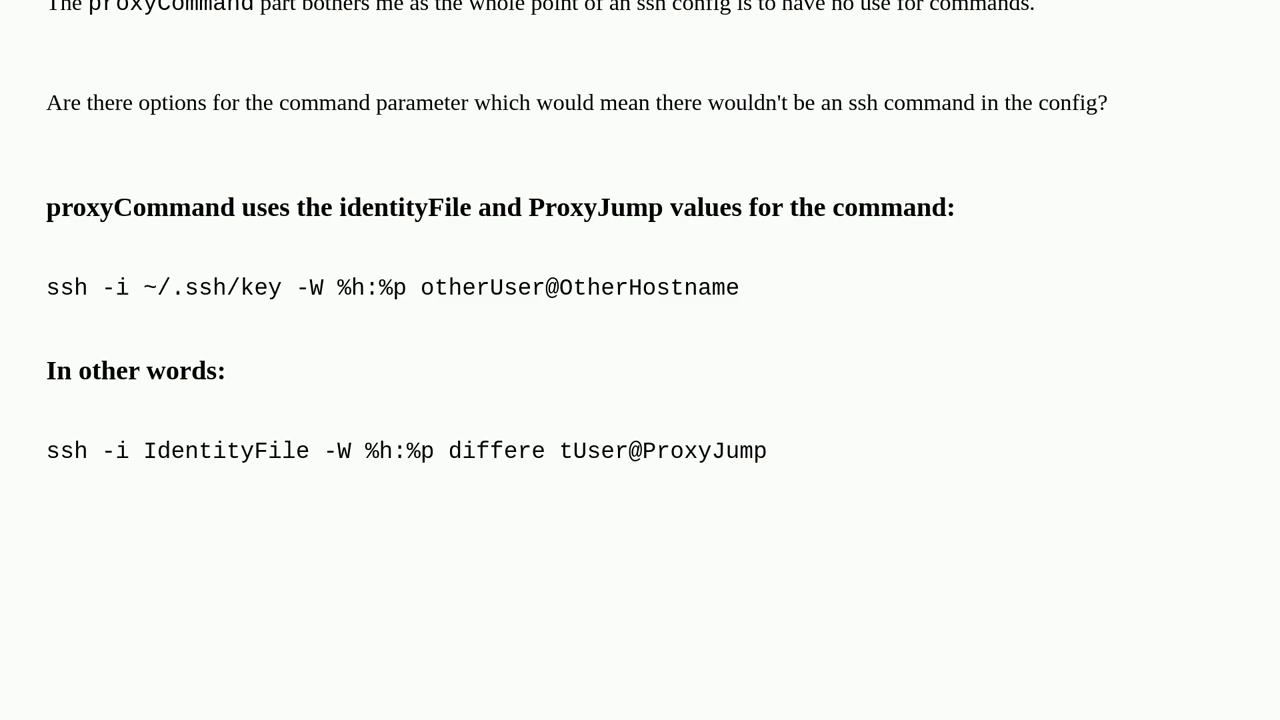 The proxyCommand part bothers me as the whole point of an ssh config is to have no use for commands.
Are there options for the command parameter which would mean there wouldn't be an ssh command in the config?
proxyCommand uses the identityFile and ProxyJump values for the command:
ssh -i ~/.ssh/key -W %h:%p otherUser@OtherHostname
In other words:
ssh -i IdentityFile -W %h:%p differe tUser@ProxyJump